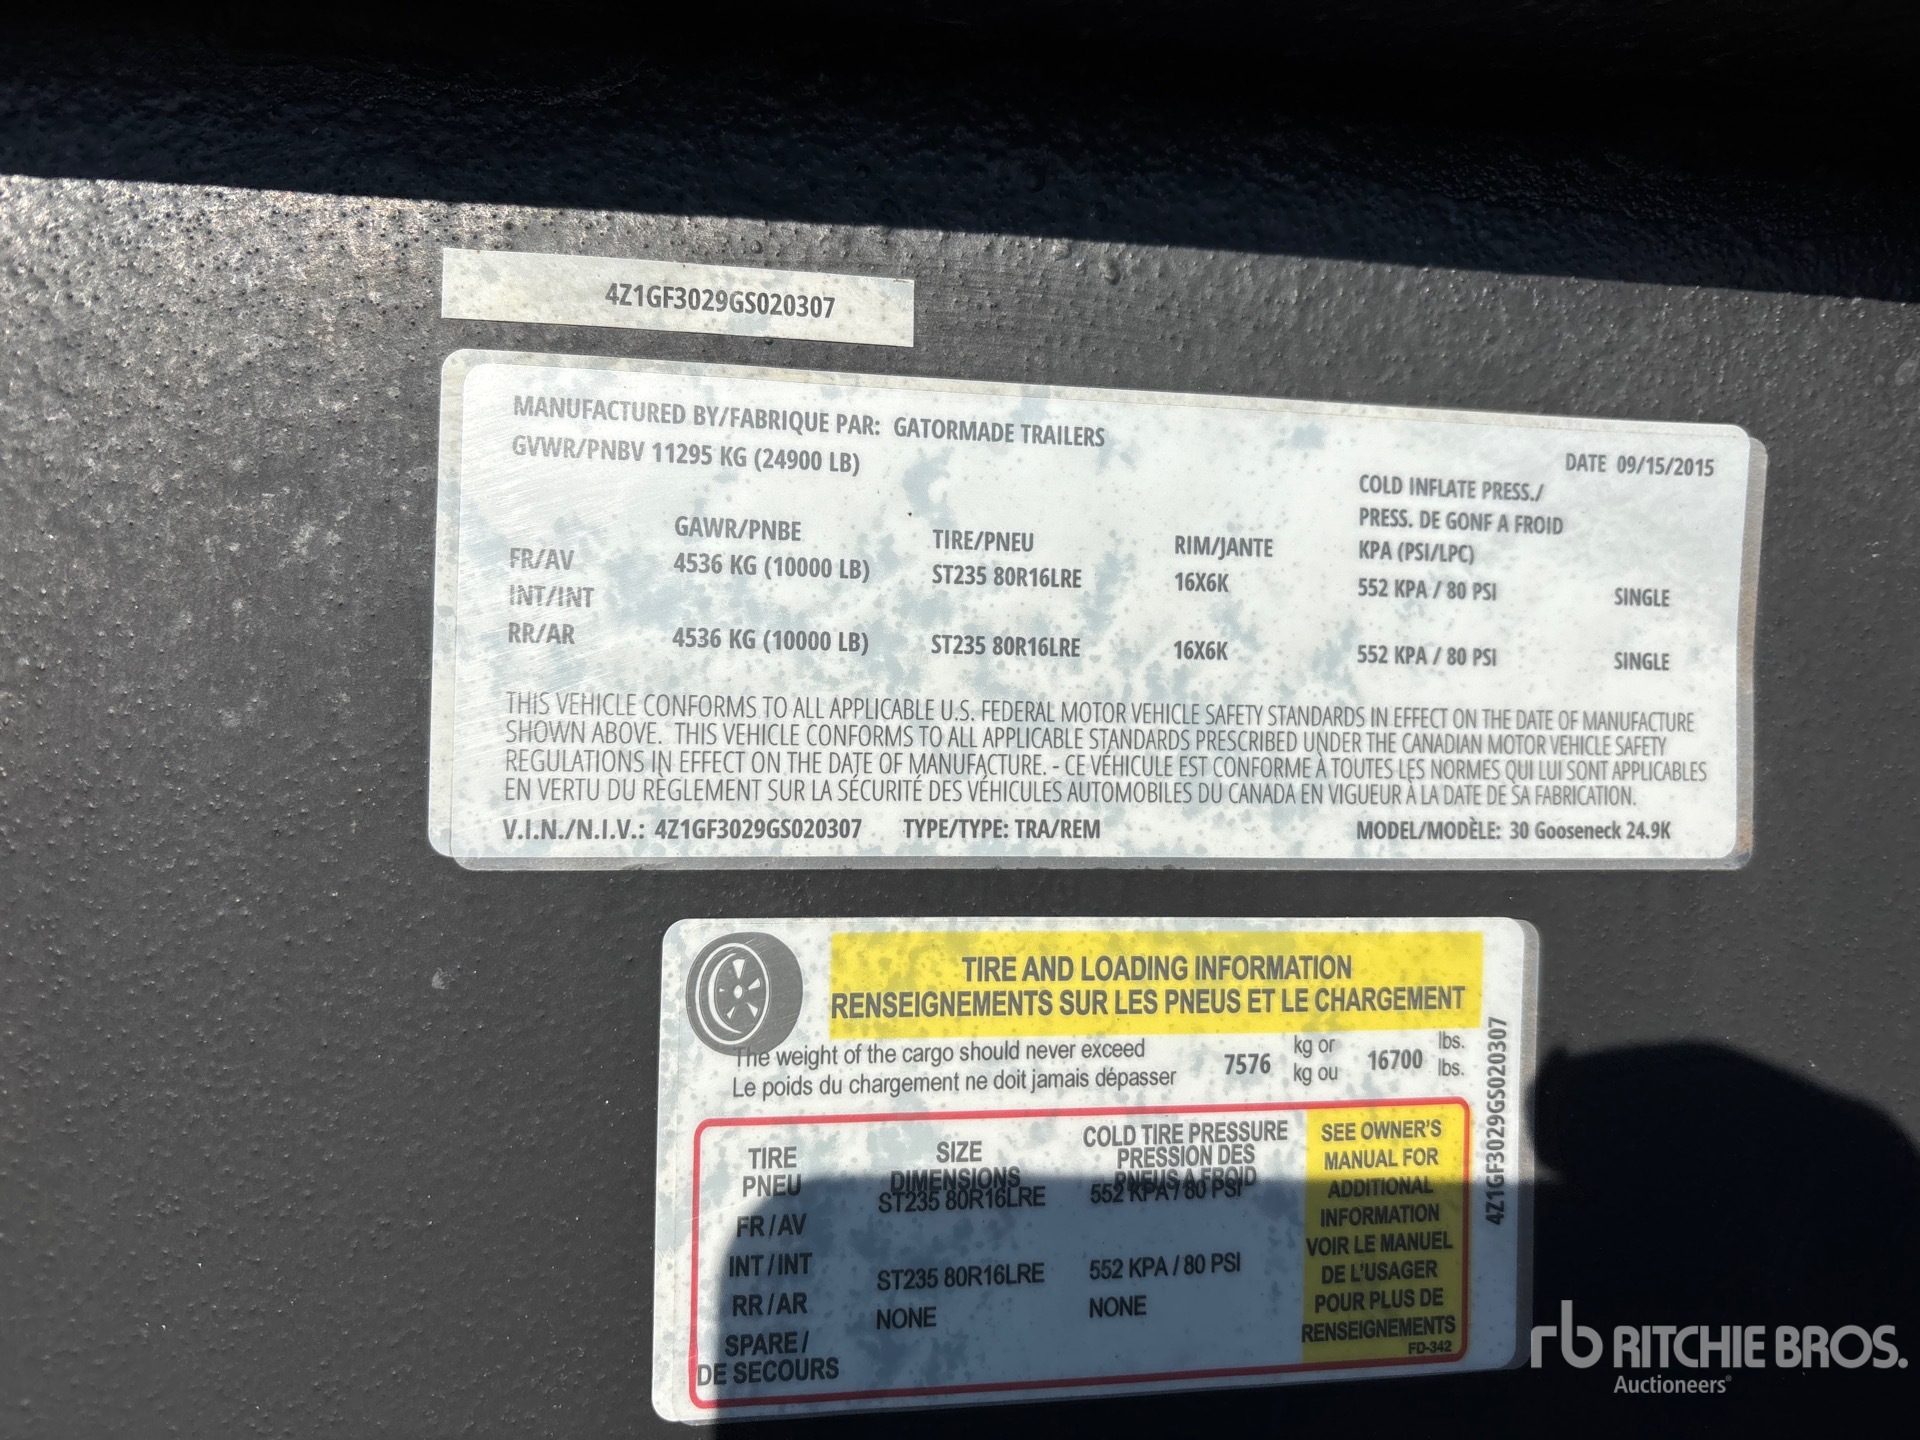 4Z1GF3029GS020307
MANUFACTURED BY/FABRIQUE PAR: GATORMADE TRAILERS
GVWR/PNBV 11295 KG (24900 LB)
DATE 09/15/2015
COLD INFLATE PRESS./
PRESS. DE GONF A FROID
GAWR/PNBE TIRE/PNEU RIM/JANTE KPA (PSI/LPC)
FR/AV 4536 KG (10000 LB) ST235 80R16LRE 16X6K 552 KPA / 80 PSI SINGLE
INT/INT
RR/AR 4536 KG (10000 LB) ST235 80R16LRE 16X6K 552 KPA / 80 PSI SINGLE
THIS VEHICLE CONFORMS TO ALL APPLICABLE U.S. FEDERAL MOTOR VEHICLE SAFETY STANDARDS IN EFFECT ON THE DATE OF MANUFACTURE
SHOWN ABOVE. THIS VEHICLE CONFORMS TO ALL APPLICABLE STANDARDS PRESCRIBED UNDER THE CANADIAN MOTOR VEHICLE SAFETY
REGULATIONS IN EFFECT ON THE DATE OF MANUFACTURE. - CE VÉHICULE EST CONFORME À TOUTES LES NORMES QUI LUI SONT APPLICABLES
EN VERTU DU RÈGLEMENT SUR LA SÉCURITÉ DES VÉHICULES AUTOMOBILES DU CANADA EN VIGUEUR À LA DATE DE SA FABRICATION.
V.I.N./N.I.V.: 4Z1GF3029GS020307 TYPE/TYPE: TRA/REM MODEL/MODÈLE: 30 Gooseneck 24.9K
TIRE AND LOADING INFORMATION
RENSEIGNEMENTS SUR LES PNEUS ET LE CHARGEMENT
The weight of the cargo should never exceed
Le poids du chargement ne doit jamais dépasser
7576 kg or
kg ou 16700 lbs.
lbs.
TIRE
PNEU
SIZE
DIMENSIONS
COLD TIRE PRESSURE
PRESSION DES
PNEUS A FROID
ST235 80R16LRE 552 KPA / 80 PSI
FR / AV
INT / INT
ST235 80R16LRE 552 KPA / 80 PSI
RR / AR
NONE NONE
SPARE /
DE SECOURS
SEE OWNER'S
MANUAL FOR
ADDITIONAL
INFORMATION
VOIR LE MANUEL
DE L'USAGER
POUR PLUS DE
RENSEIGNEMENTS
FD-342
4Z1GF3029GS020307
rb RITCHIE BROS.
Auctioneers